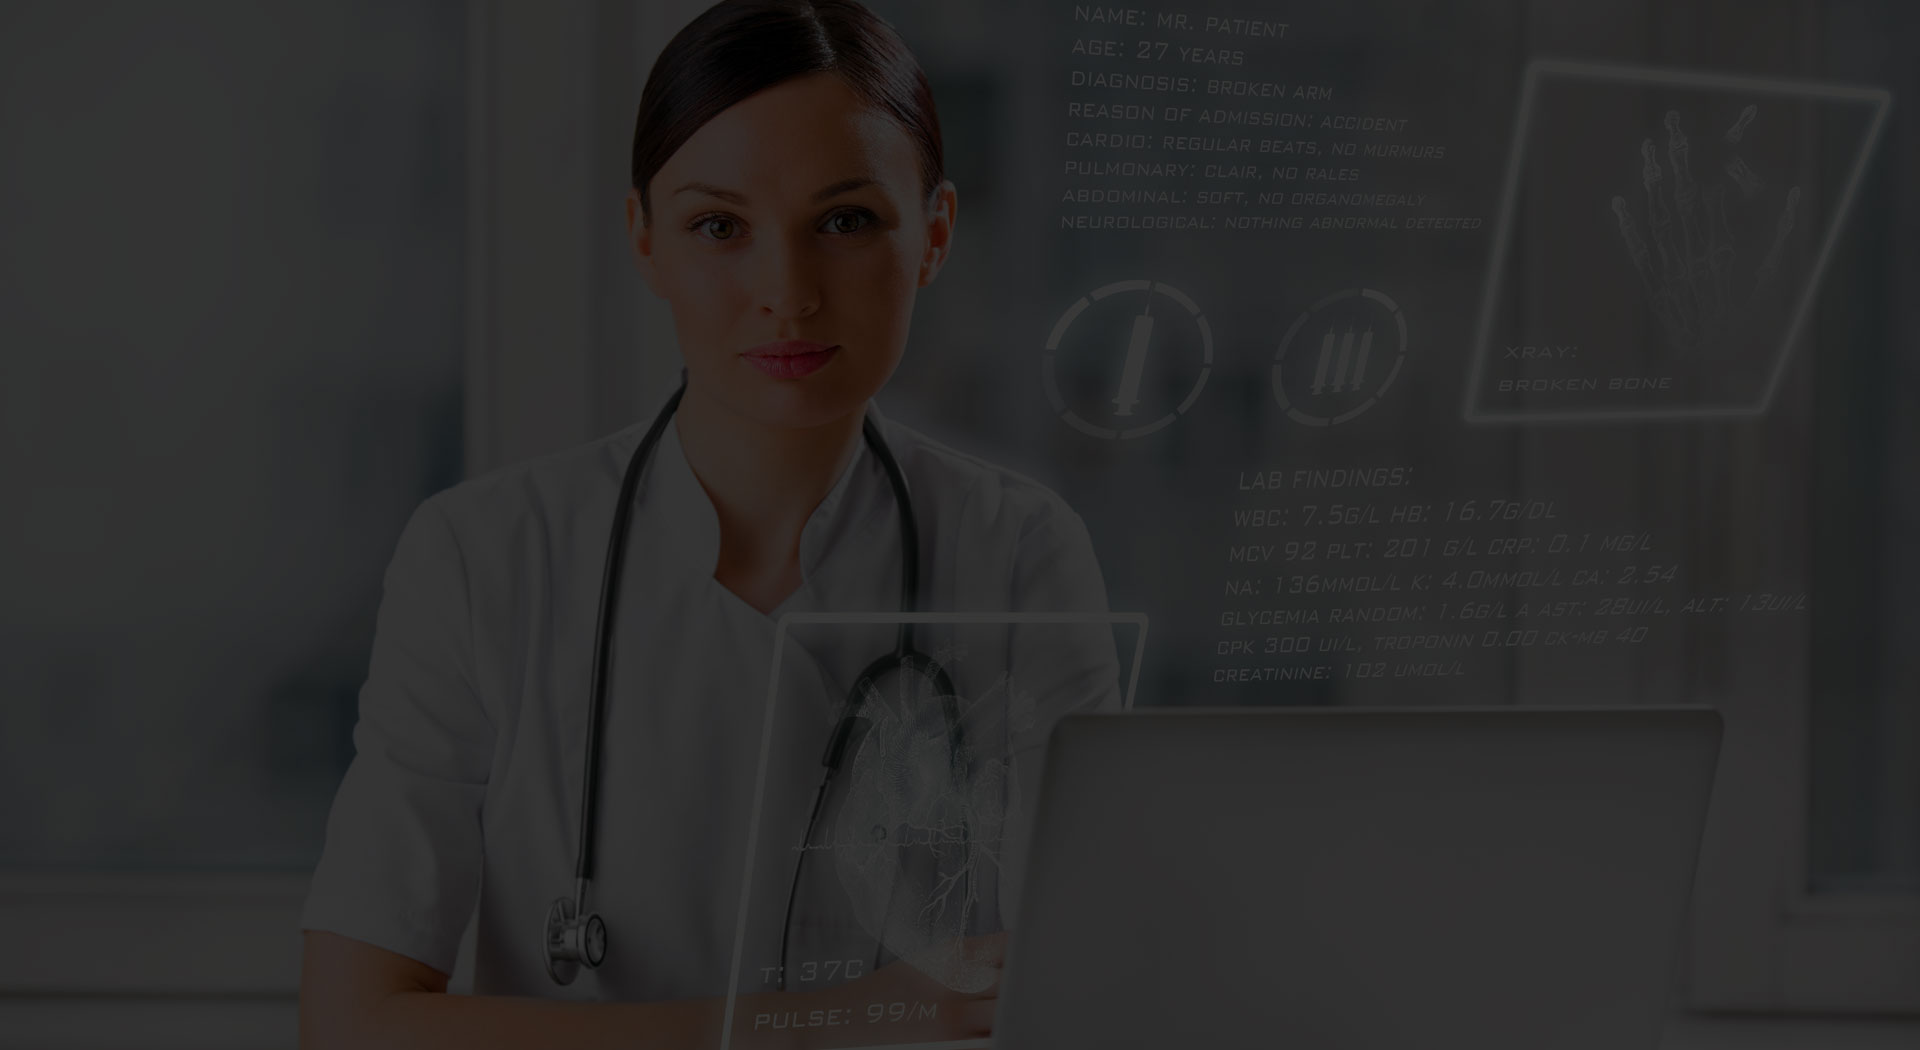 NAME: MR. PATIENT
AGE: 27 YEARS
DIAGNOSIS: BROKEN ARM
REASON OF ADMISSION: ACCIDENT
CARDIO: REGULAR BEATS, NO MURMURS
PULMONARY: CLAIR, NO RALES
ABDOMINAL: SOFT, NO ORGANOMEGALY
NEUROLOGICAL: NOTHING ABNORMAL DETECTED
XRAY:
BROKEN BONE
LAB FINDINGS:
WBC: 7.5G/L HB: 16.7G/DL
MCV 92 PLT: 201 G/L CRP: 0.1 MG/L
NA: 136MMOL/L K: 4.0MMOL/L CA: 2.54
GLYCEMIA RANDOM: 1.6G/L A AST: 28UI/L, ALT: 13UI/L
CPK 300 UI/L, TROPONIN 0.00 CK-MB 40
CREATININE: 102 UMOL/L
T: 37C
PULSE: 99/M